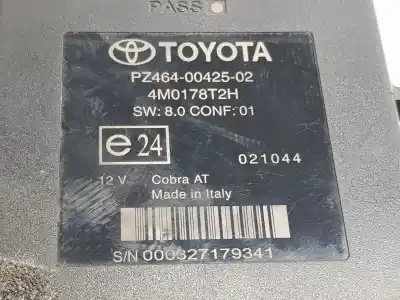 PASS
TOYOTA
PZ464-00425-02
4M0178T2H
SW: 8.0 CONF: 01
e 24
021044
12 V. Cobra AT
Made in Italy
S/N 000327179341